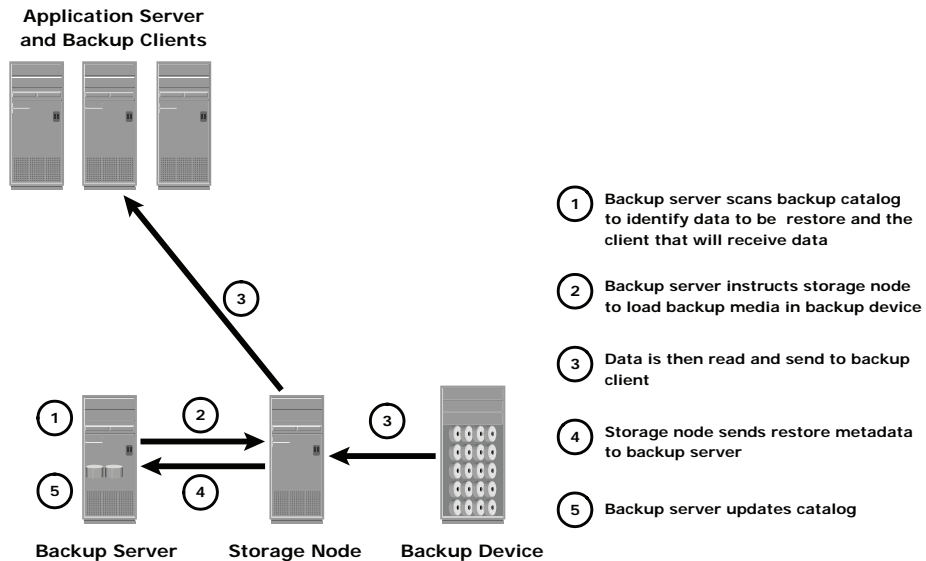 Application Server
and Backup Clients
3
1
2
3
5
4
Backup Server
Storage Node
Backup Device
1 Backup server scans backup catalog
to identify data to be restore and the
client that will receive data
2 Backup server instructs storage node
to load backup media in backup device
3 Data is then read and send to backup
client
4 Storage node sends restore metadata
to backup server
5 Backup server updates catalog